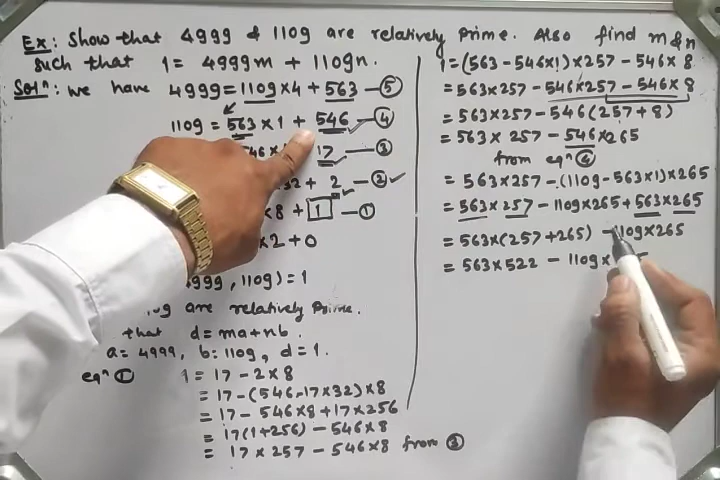 Ex: Show that 4999 & 1109 are relatively Prime. Also find m & n
such that 1 = 4999m + 1109n.
Solⁿ: we have 4999 = 1109 × 4 + 563 — ⑤
1109 = 563 × 1 + 546 — ④
546 × 17 — ③
32 + 2 — ②
× 8 + 1 — ①
× 2 + 0
4999, 1109) = 1
are relatively Prime.
that d = ma + nb.
a = 4999, b = 1109, d = 1.
eqⁿ ① 1 = 17 - 2 × 8
= 17 - (546 - 17 × 32) × 8
= 17 - 546 × 8 + 17 × 256
= 17(1 + 256) - 546 × 8
= 17 × 257 - 546 × 8 from ③
1 = (563 - 546 × 1) × 257 - 546 × 8
= 563 × 257 - 546 × 257 - 546 × 8
= 563 × 257 - 546 (257 + 8)
= 563 × 257 - 546 × 265
from eqⁿ ④
= 563 × 257 - (1109 - 563 × 1) × 265
= 563 × 257 - 1109 × 265 + 563 × 265
= 563 × (257 + 265) - 1109 × 265
= 563 × 522 - 1109 ×